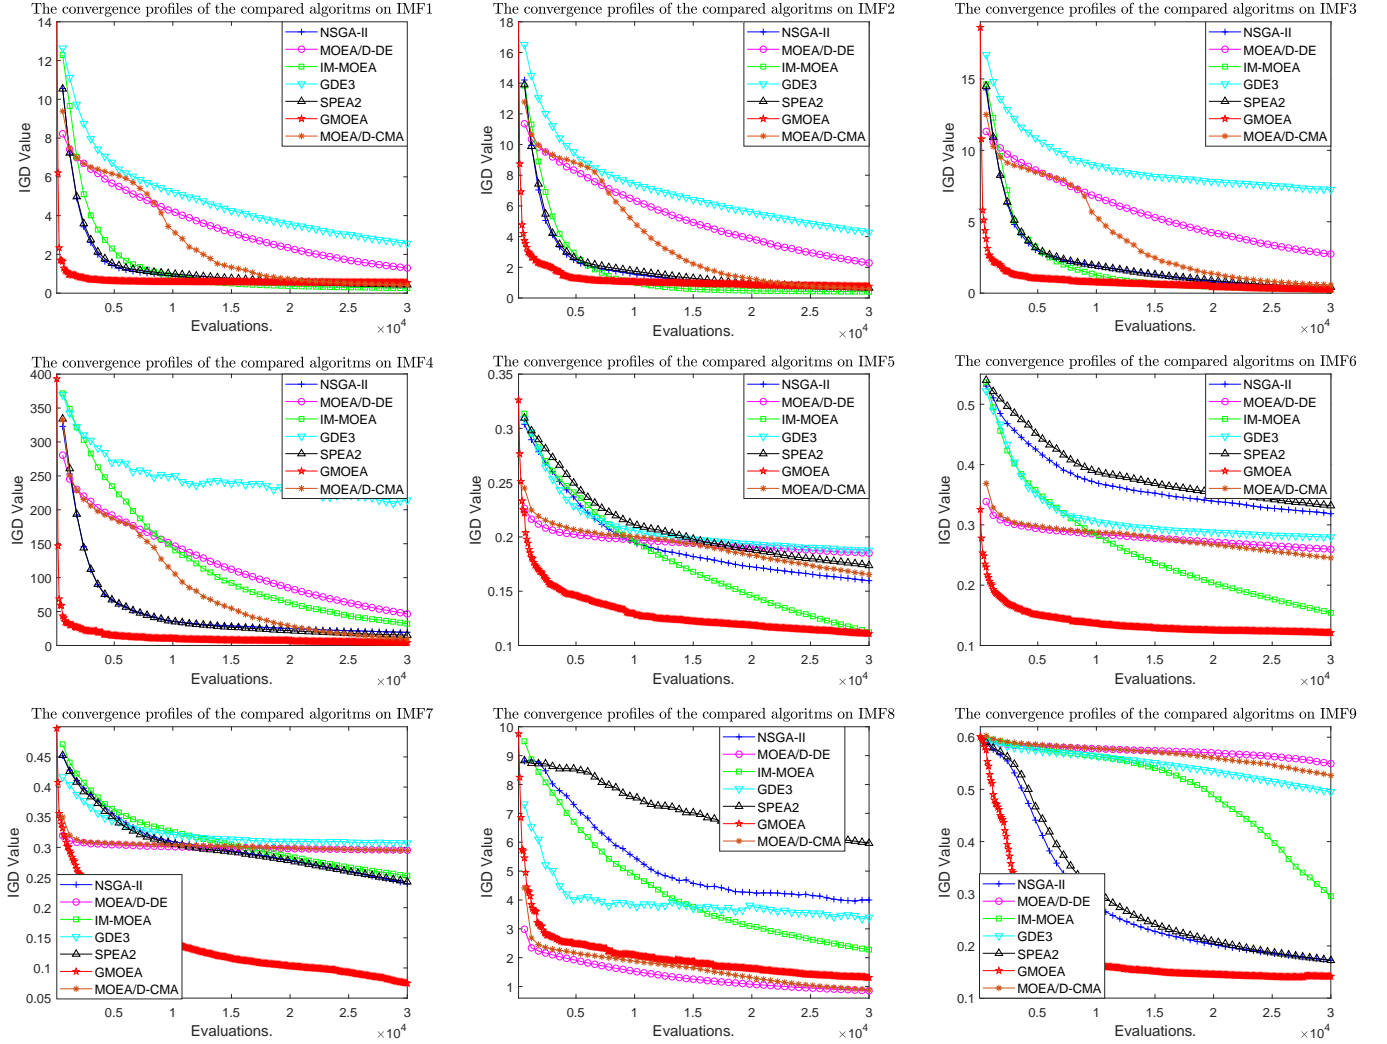 The convergence profiles of the compared algoritms on IMF1
14
12
10
8
6
4
2
0
IGD Value
0.5
1
1.5
2
2.5
3
×10^4
Evaluations.
NSGA-II
MOEA/D-DE
IM-MOEA
GDE3
SPEA2
GMOEA
MOEA/D-CMA
The convergence profiles of the compared algoritms on IMF2
18
16
14
12
10
8
6
4
2
0
IGD Value
0.5
1
1.5
2
2.5
3
×10^4
Evaluations.
NSGA-II
MOEA/D-DE
IM-MOEA
GDE3
SPEA2
GMOEA
MOEA/D-CMA
The convergence profiles of the compared algoritms on IMF3
15
10
5
0
IGD Value
0.5
1
1.5
2
2.5
3
×10^4
Evaluations.
NSGA-II
MOEA/D-DE
IM-MOEA
GDE3
SPEA2
GMOEA
MOEA/D-CMA
The convergence profiles of the compared algoritms on IMF4
400
350
300
250
200
150
100
50
0
IGD Value
0.5
1
1.5
2
2.5
3
×10^4
Evaluations.
NSGA-II
MOEA/D-DE
IM-MOEA
GDE3
SPEA2
GMOEA
MOEA/D-CMA
The convergence profiles of the compared algoritms on IMF5
0.35
0.3
0.25
0.2
0.15
0.1
IGD Value
0.5
1
1.5
2
2.5
3
×10^4
Evaluations.
NSGA-II
MOEA/D-DE
IM-MOEA
GDE3
SPEA2
GMOEA
MOEA/D-CMA
The convergence profiles of the compared algoritms on IMF6
0.5
0.4
0.3
0.2
0.1
IGD Value
0.5
1
1.5
2
2.5
3
×10^4
Evaluations.
NSGA-II
MOEA/D-DE
IM-MOEA
GDE3
SPEA2
GMOEA
MOEA/D-CMA
The convergence profiles of the compared algoritms on IMF7
0.45
0.4
0.35
0.3
0.25
0.2
0.15
0.1
0.05
IGD Value
0.5
1
1.5
2
2.5
3
×10^4
Evaluations.
NSGA-II
MOEA/D-DE
IM-MOEA
GDE3
SPEA2
GMOEA
MOEA/D-CMA
The convergence profiles of the compared algoritms on IMF8
10
9
8
7
6
5
4
3
2
1
IGD Value
0.5
1
1.5
2
2.5
3
×10^4
Evaluations.
NSGA-II
MOEA/D-DE
IM-MOEA
GDE3
SPEA2
GMOEA
MOEA/D-CMA
The convergence profiles of the compared algoritms on IMF9
0.6
0.5
0.4
0.3
0.2
0.1
IGD Value
0.5
1
1.5
2
2.5
3
×10^4
Evaluations.
NSGA-II
MOEA/D-DE
IM-MOEA
GDE3
SPEA2
GMOEA
MOEA/D-CMA